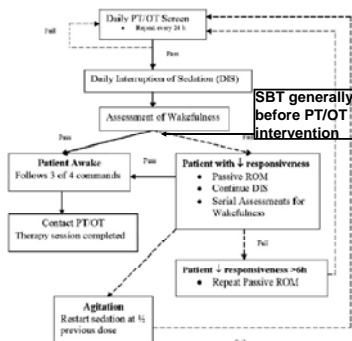 Daily PT/OT Screen
• Repeat every 24 h
Fail
Pass
Daily Interruption of Sedation (DIS)
SBT generally
before PT/OT
intervention
Assessment of Wakefulness
Pass
Pass
Patient Awake
Follows 3 of 4 commands
Pass
Patient with ↓ responsiveness
• Passive ROM
• Continue DIS
• Serial Assessments for
Wakefulness
Contact PT/OT
Therapy session completed
Fail
Patient ↓ responsiveness >6h
• Repeat Passive ROM
Agitation
Restart sedation at ½
previous dose